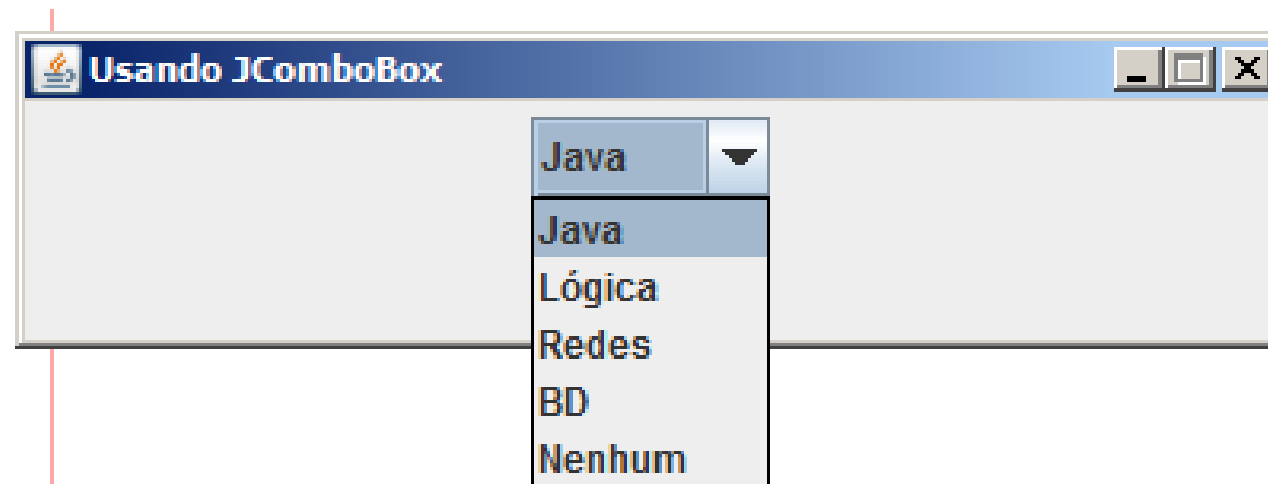 Usando JComboBox
Java
Java
Lógica
Redes
BD
Nenhum